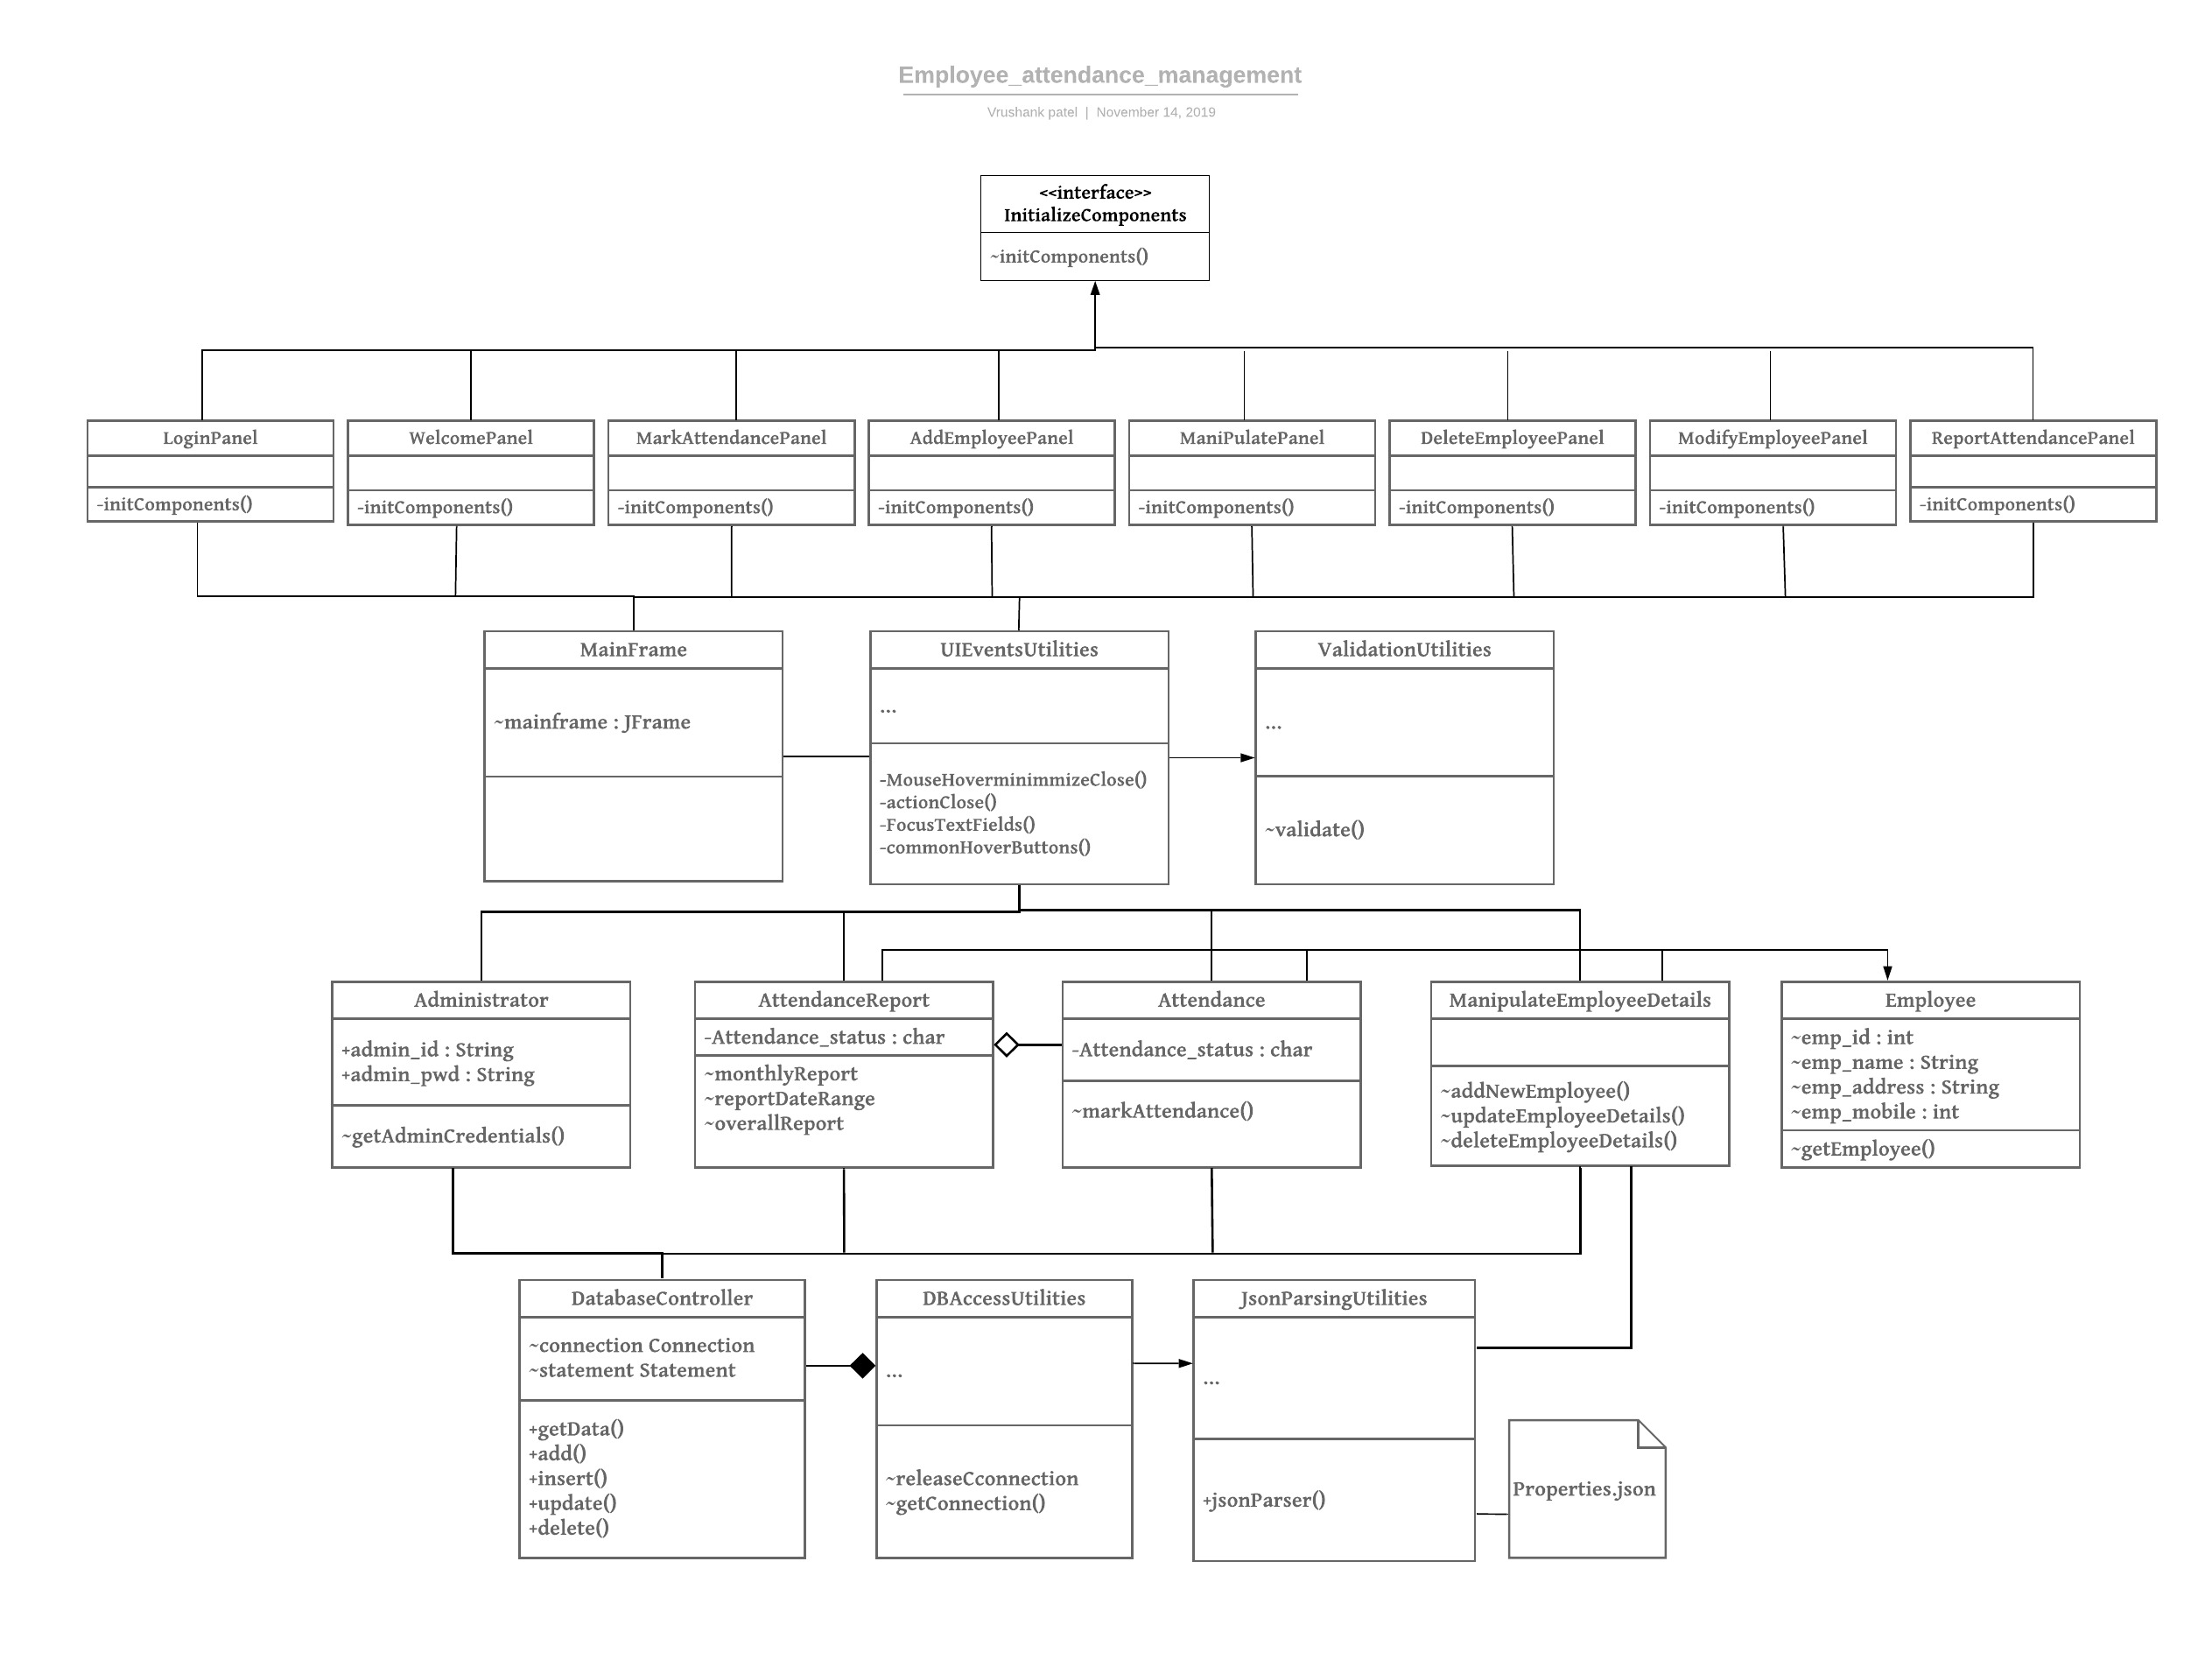 Employee_attendance_management
Vrushank patel | November 14, 2019
<<interface>>
InitializeComponents
~initComponents()
LoginPanel
-initComponents()
WelcomePanel
-initComponents()
MarkAttendancePanel
-initComponents()
AddEmployeePanel
-initComponents()
ManiPulatePanel
-initComponents()
DeleteEmployeePanel
-initComponents()
ModifyEmployeePanel
-initComponents()
ReportAttendancePanel
-initComponents()
MainFrame
~mainframe : JFrame
UIEventsUtilities
...
-MouseHoverminimmizeClose()
-actionClose()
-FocusTextFields()
-commonHoverButtons()
ValidationUtilities
...
~validate()
Administrator
+admin_id : String
+admin_pwd : String
~getAdminCredentials()
AttendanceReport
-Attendance_status : char
~monthlyReport
~reportDateRange
~overallReport
Attendance
-Attendance_status : char
~markAttendance()
ManipulateEmployeeDetails
~addNewEmployee()
~updateEmployeeDetails()
~deleteEmployeeDetails()
Employee
~emp_id : int
~emp_name : String
~emp_address : String
~emp_mobile : int
~getEmployee()
DatabaseController
~connection Connection
~statement Statement
+getData()
+add()
+insert()
+update()
+delete()
DBAccessUtilities
...
~releaseCconnection
~getConnection()
JsonParsingUtilities
...
+jsonParser()
Properties.json